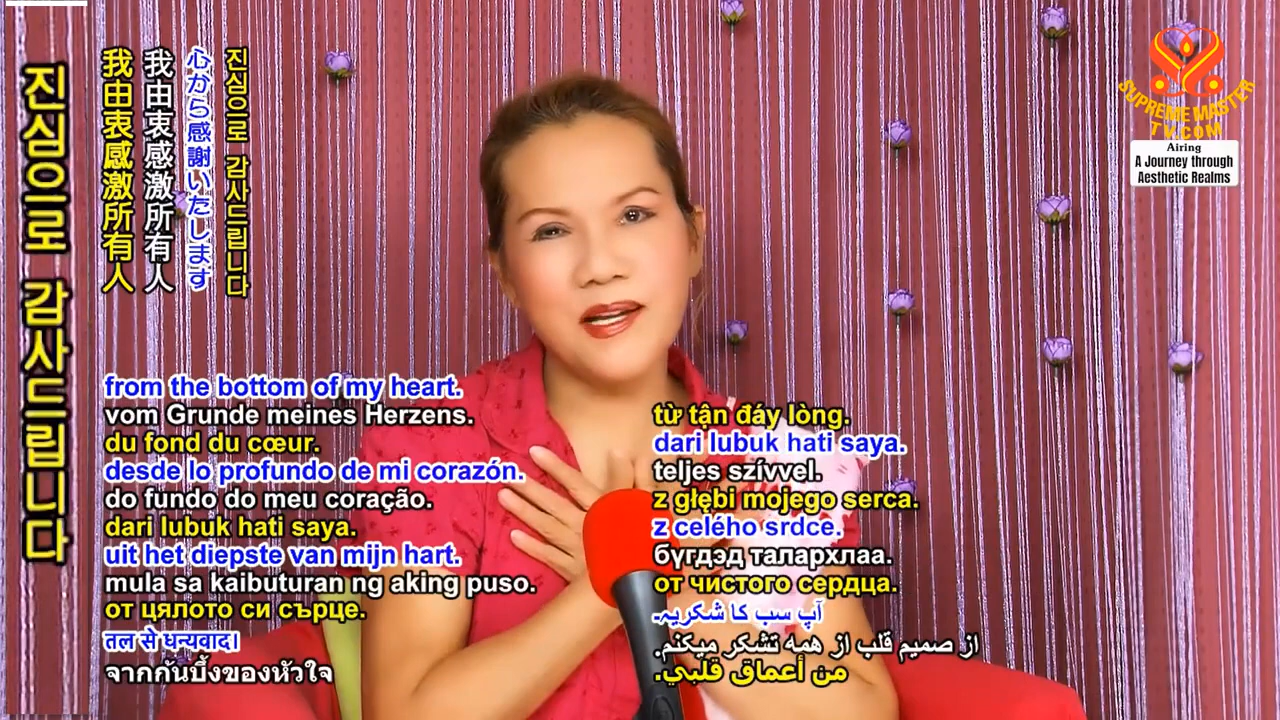 진심으로 감사드립니다
我由衷感激所有人
我由衷感激所有人
心から感謝いたします
진심으로 감사드립니다
SUPREME MASTER
TV.COM
Airing
A Journey through
Aesthetic Realms
from the bottom of my heart.
vom Grunde meines Herzens.
du fond du cœur.
desde lo profundo de mi corazón.
do fundo do meu coração.
dari lubuk hati saya.
uit het diepste van mijn hart.
mula sa kaibuturan ng aking puso.
от цялото си сърце.
तल से धन्यवाद।
จากก้นบึ้งของหัวใจ
từ tận đáy lòng.
dari lubuk hati saya.
teljes szívvel.
z głębi mojego serca.
z celého srdce.
бүгдэд талархлаа.
от чистого сердца.
آپ سب کا شکریہ.
از صمیم قلب از همه تشکر میکنم.
من أعماق قلبي.